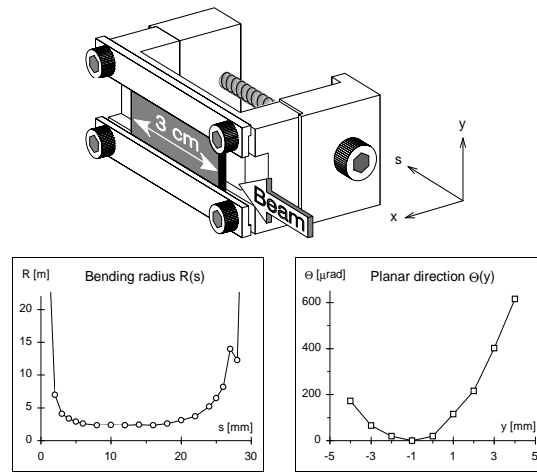 3 cm
Beam
y
s
x
R [m]
Bending radius R(s)
20
15
10
5
0
0
10
20
30
s [mm]
Θ [μrad]
Planar direction Θ(y)
600
400
200
0
-5
-3
-1
1
3
5
y [mm]